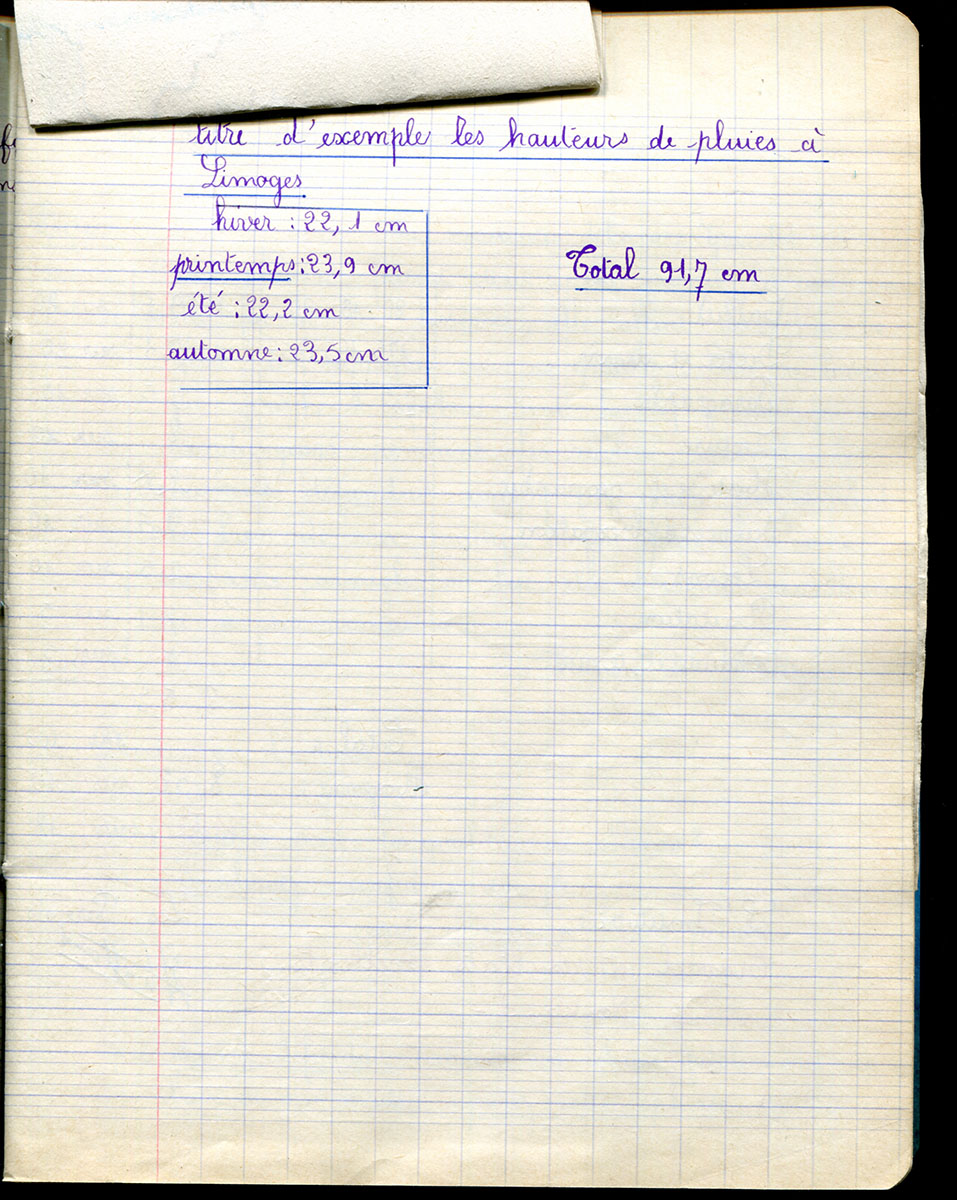 titre d'exemple les hauteurs de pluies à
Limoges
hiver : 22,1 cm
printemps : 23,9 cm
été : 22,2 cm
automne : 23,5 cm
Total 91,7 cm